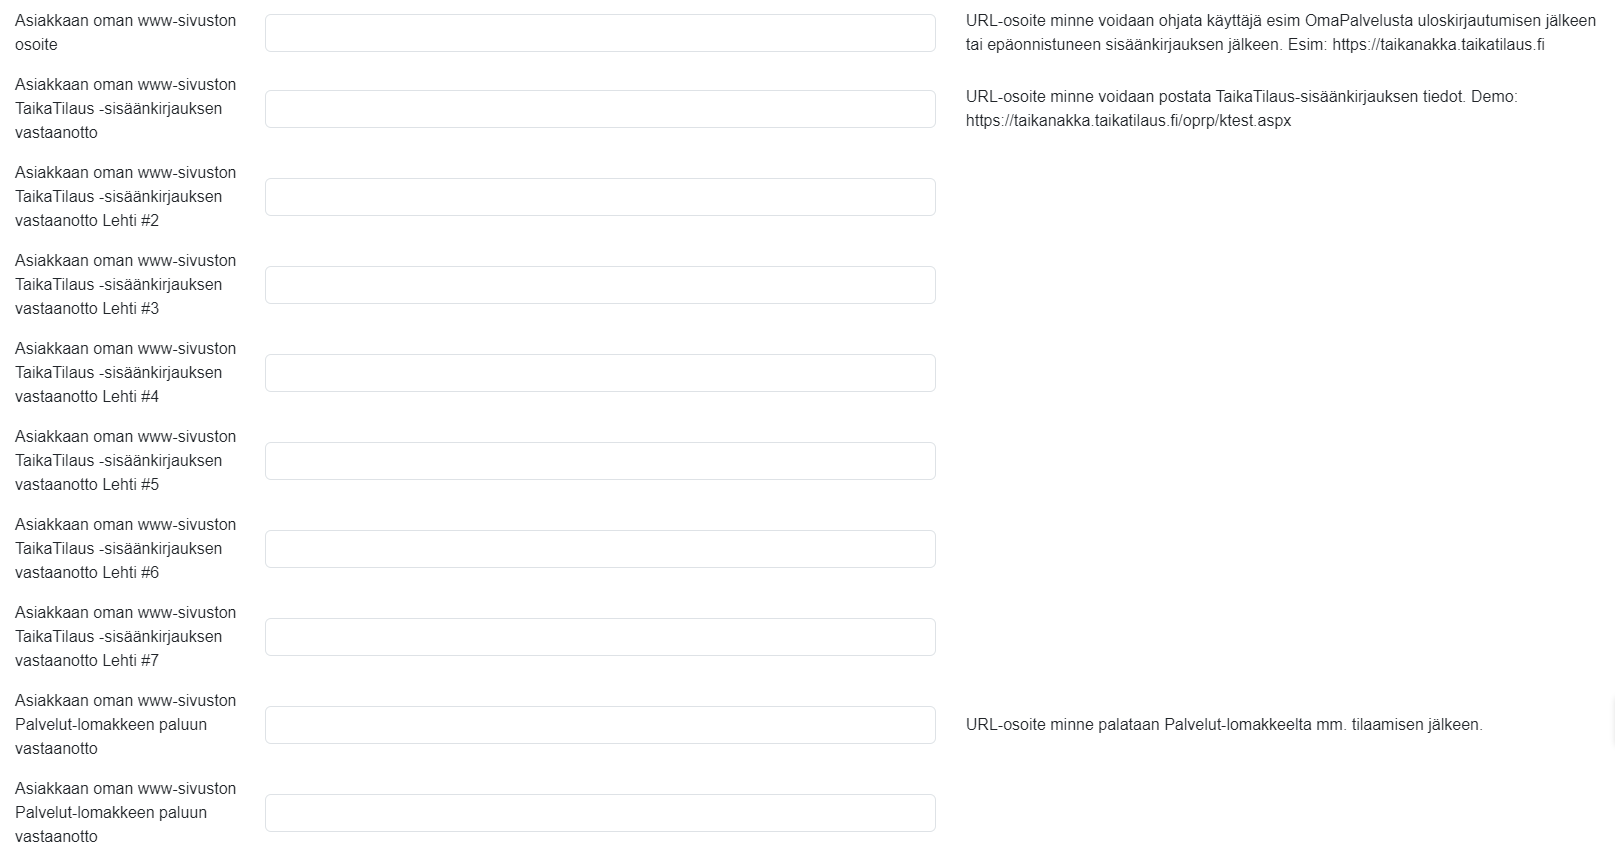 Asiakkaan oman www-sivuston
osoite
URL-osoite minne voidaan ohjata käyttäjä esim OmaPalvelusta uloskirjautumisen jälkeen
tai epäonnistuneen sisäänkirjauksen jälkeen. Esim: https://taikanakka.taikatilaus.fi
Asiakkaan oman www-sivuston
TaikaTilaus -sisäänkirjauksen
vastaanotto
URL-osoite minne voidaan postata TaikaTilaus-sisäänkirjauksen tiedot. Demo:
https://taikanakka.taikatilaus.fi/oprp/ktest.aspx
Asiakkaan oman www-sivuston
TaikaTilaus -sisäänkirjauksen
vastaanotto Lehti #2
Asiakkaan oman www-sivuston
TaikaTilaus -sisäänkirjauksen
vastaanotto Lehti #3
Asiakkaan oman www-sivuston
TaikaTilaus -sisäänkirjauksen
vastaanotto Lehti #4
Asiakkaan oman www-sivuston
TaikaTilaus -sisäänkirjauksen
vastaanotto Lehti #5
Asiakkaan oman www-sivuston
TaikaTilaus -sisäänkirjauksen
vastaanotto Lehti #6
Asiakkaan oman www-sivuston
TaikaTilaus -sisäänkirjauksen
vastaanotto Lehti #7
Asiakkaan oman www-sivuston
Palvelut-lomakkeen paluun
vastaanotto
URL-osoite minne palataan Palvelut-lomakkeelta mm. tilaamisen jälkeen.
Asiakkaan oman www-sivuston
Palvelut-lomakkeen paluun
vastaanotto